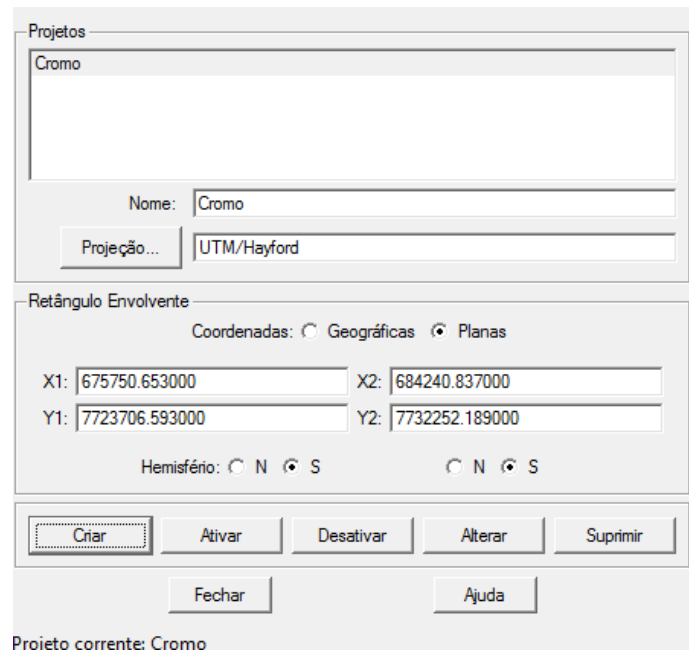 Projetos
Cromo
Nome: Cromo
Projeção... UTM/Hayford
Retângulo Envolvente
Coordenadas: Geográficas Planas
X1: 675750.653000 X2: 684240.837000
Y1: 7723706.593000 Y2: 7732252.189000
Hemisfério: N S N S
Criar Ativar Desativar Alterar Suprimir
Fechar Ajuda
Projeto corrente: Cromo